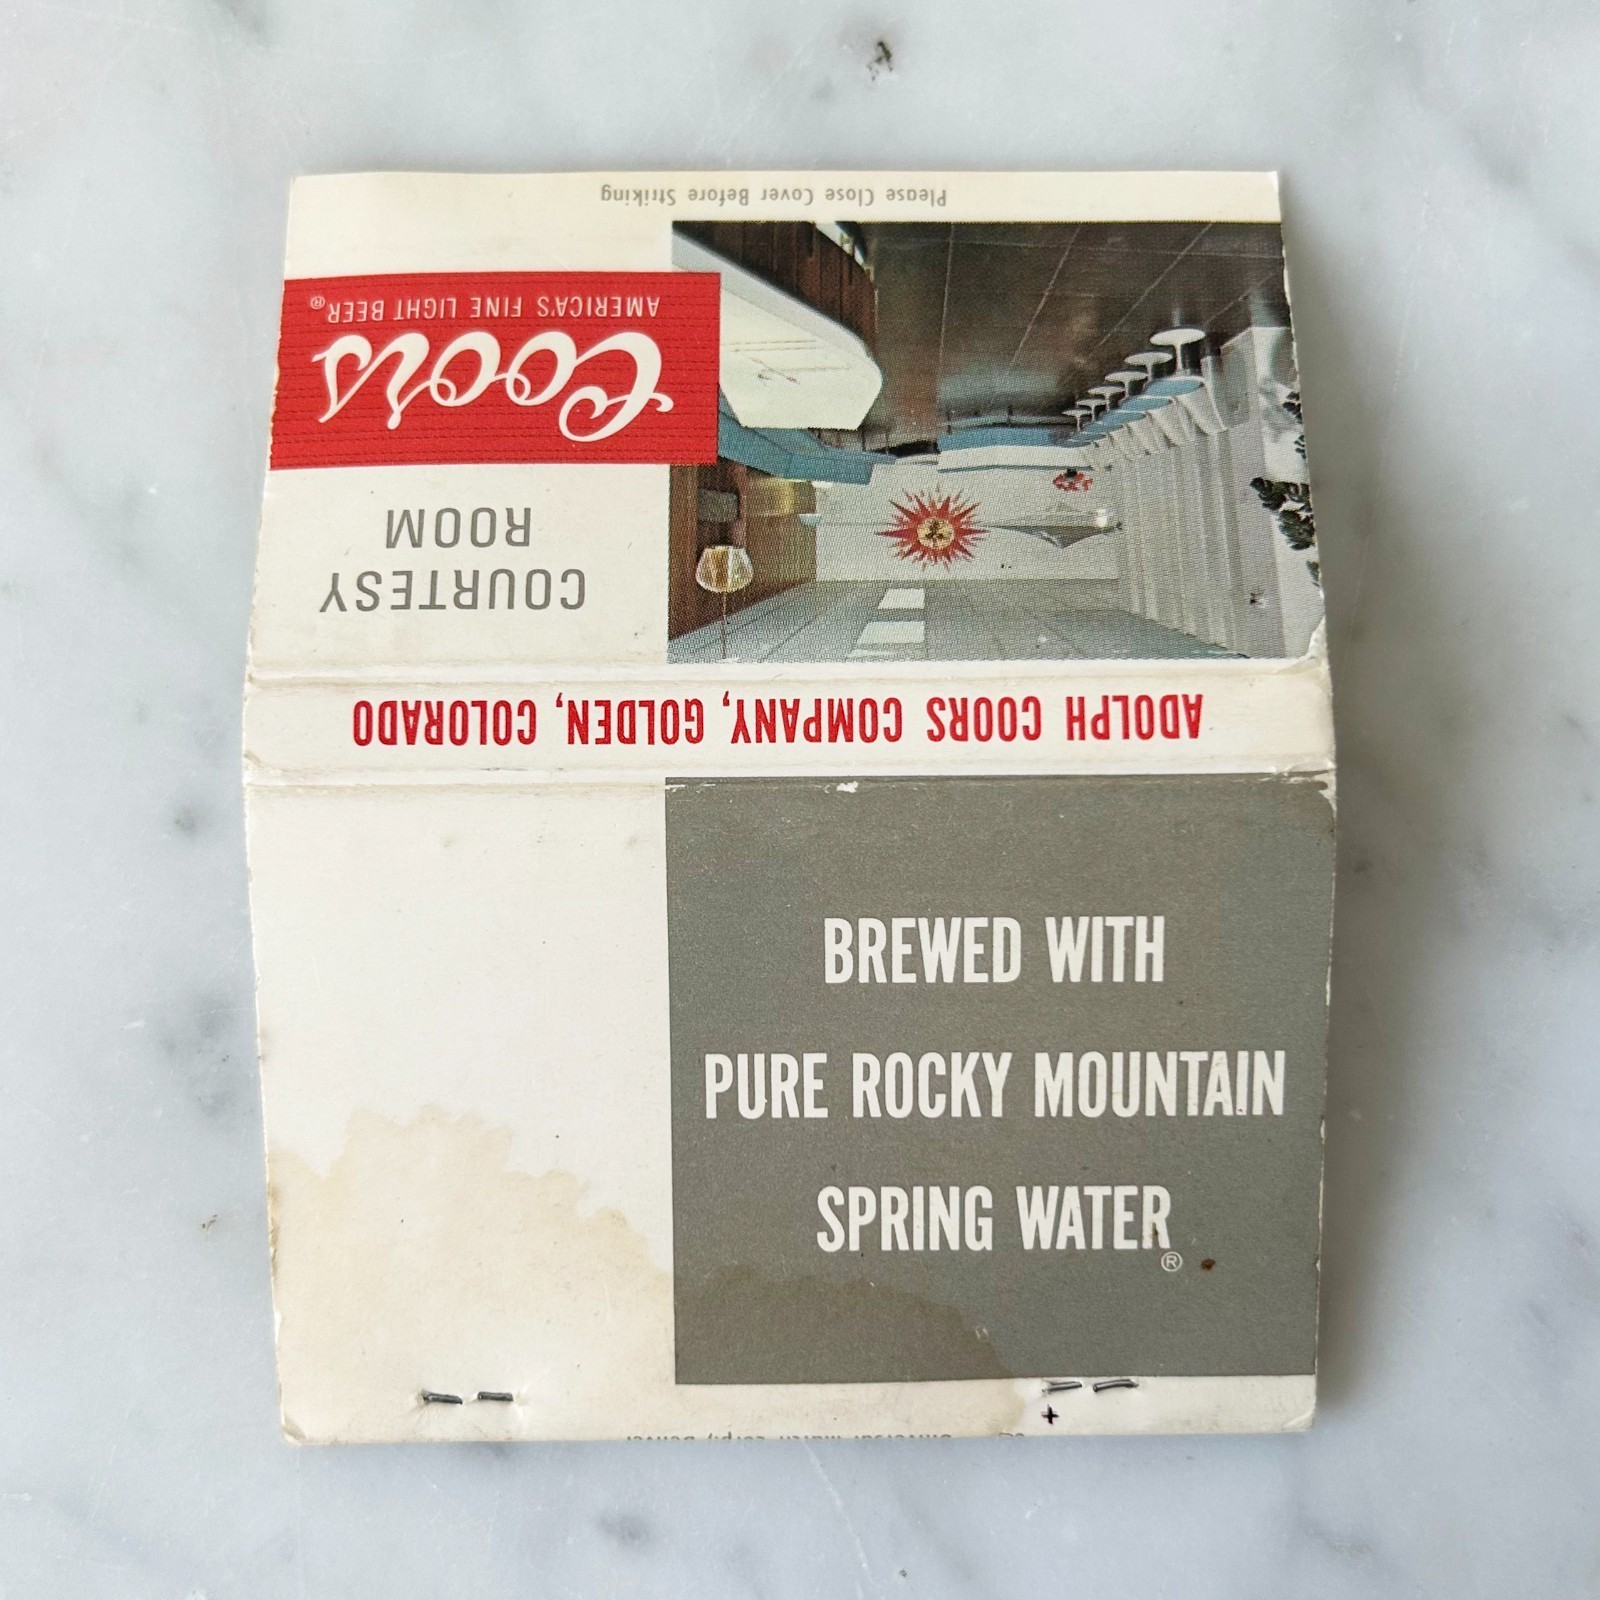 Please Close Cover Before Striking
Coors
AMERICA'S FINE LIGHT BEER®
COURTESY
ROOM
ADOLPH COORS COMPANY, GOLDEN, COLORADO
BREWED WITH
PURE ROCKY MOUNTAIN
SPRING WATER
®
Denver